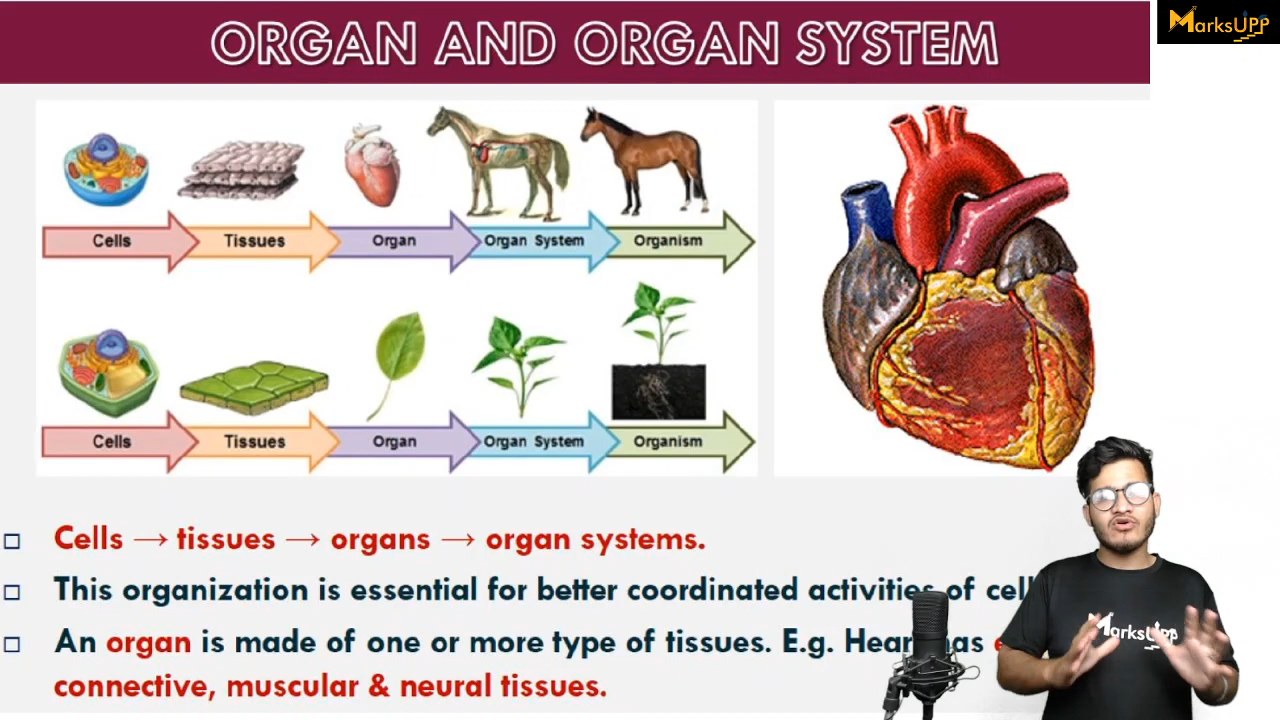 ORGAN AND ORGAN SYSTEM
MarksUPP
Cells Tissues Organ Organ System Organism
Cells Tissues Organ Organ System Organism
Cells → tissues → organs → organ systems.
This organization is essential for better coordinated activities of
An organ is made of one or more type of tissues. E.g. has
connective, muscular & neural tissues.
MarksUPP